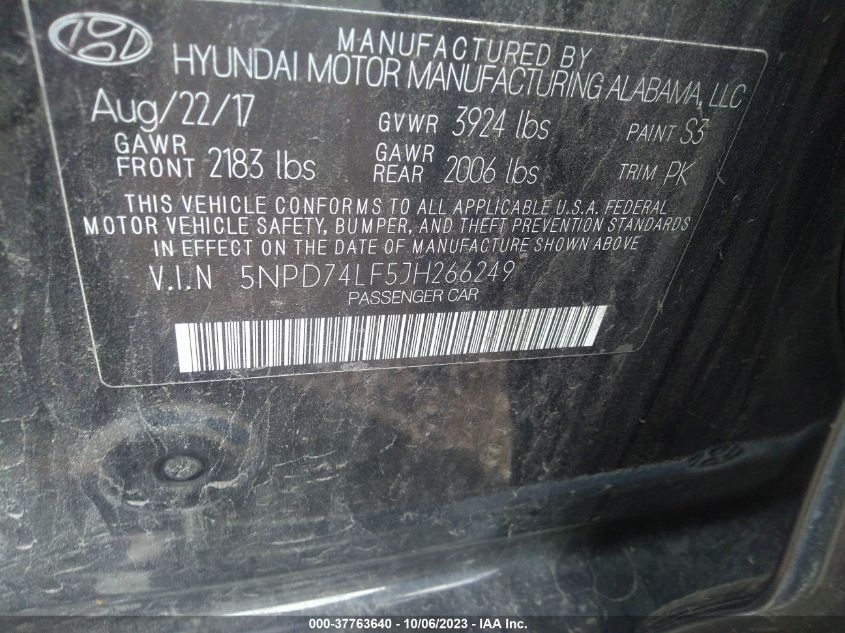 MANUFACTURED BY
HYUNDAI MOTOR MANUFACTURING ALABAMA, LLC
Aug/22/17 GVWR 3924 lbs PAINT S3
GAWR FRONT 2183 lbs GAWR REAR 2006 lbs TRIM PK
THIS VEHICLE CONFORMS TO ALL APPLICABLE U.S.A. FEDERAL
MOTOR VEHICLE SAFETY, BUMPER, AND THEFT PREVENTION STANDARDS
IN EFFECT ON THE DATE OF MANUFACTURE SHOWN ABOVE
V.I.N 5NPD74LF5JH266249
PASSENGER CAR
000-37763640 - 10/06/2023 - IAA Inc.